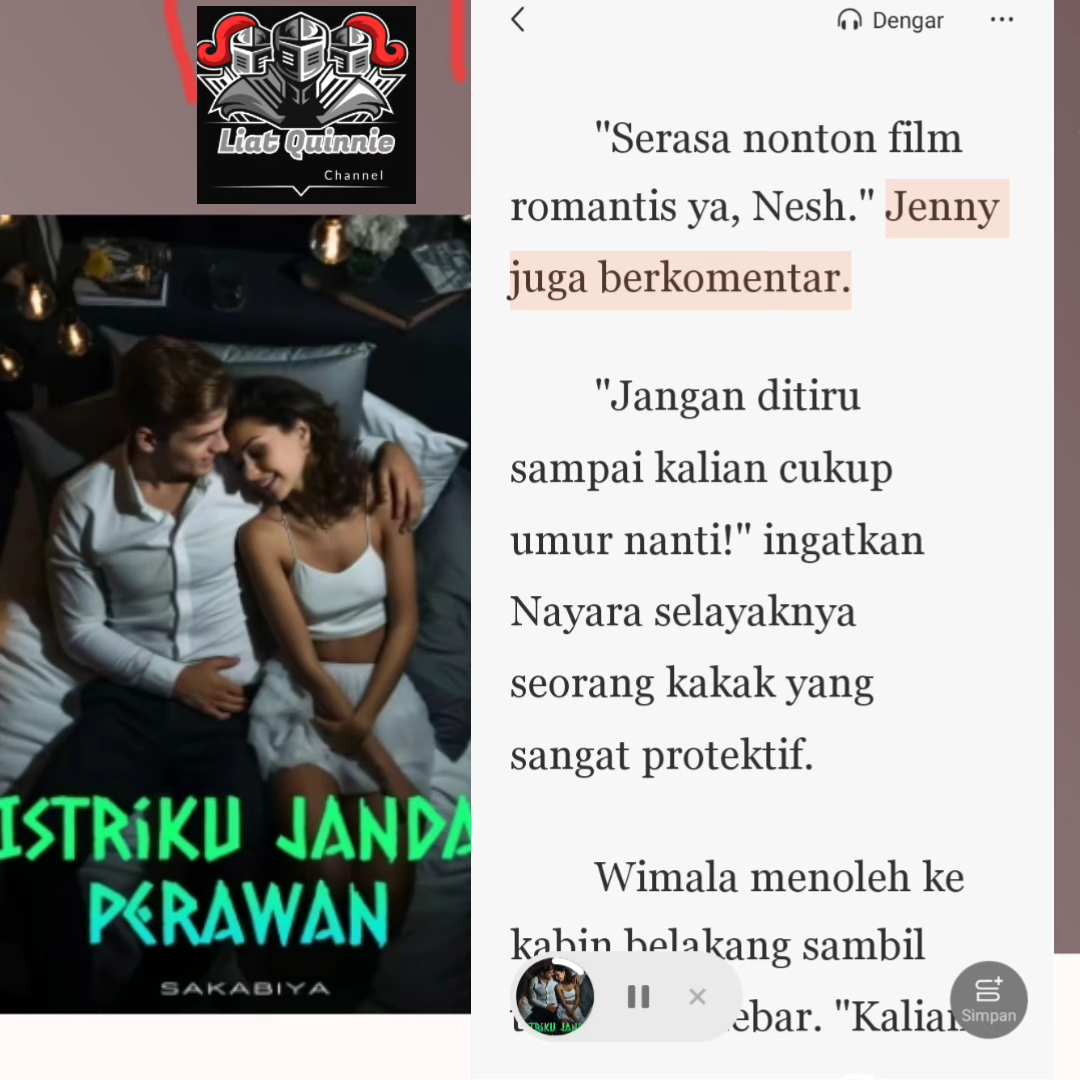 Liat Quinnie
Channel
ISTRIKU JANDA
PERAWAN
SAKABIYA
Dengar
"Serasa nonton film
romantis ya, Nesh." Jenny
juga berkomentar.
"Jangan ditiru
sampai kalian cukup
umur nanti!" ingatkan
Nayara selayaknya
seorang kakak yang
sangat protektif.
Wimala menoleh ke
kabin belakang sambil
ebar. "Kalian
Simpan